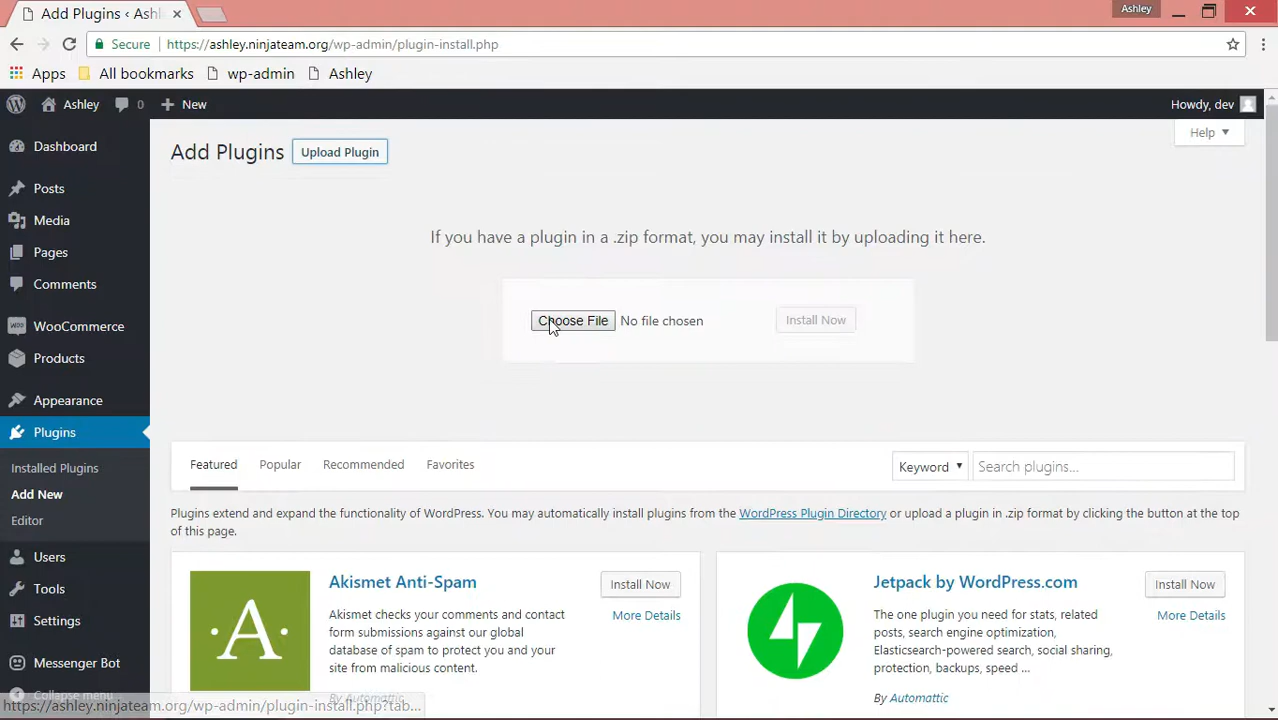 Add Plugins ‹ Ash
Ashley
Secure
https://ashley.ninjateam.org/wp-admin/plugin-install.php
Apps
All bookmarks
wp-admin
Ashley
Ashley
0
New
Howdy, dev
Dashboard
Posts
Media
Pages
Comments
WOO
WooCommerce
Products
Appearance
Plugins
Installed Plugins
Add New
Editor
Users
Tools
Settings
Messenger Bot
Collapse menu
Help
Add Plugins
Upload Plugin
If you have a plugin in a .zip format, you may install it by uploading it here.
Choose File
No file chosen
Install Now
Featured
Popular
Recommended
Favorites
Keyword
Search plugins...
Plugins extend and expand the functionality of WordPress. You may automatically install plugins from the WordPress Plugin Directory or upload a plugin in .zip format by clicking the button at the top
of this page.
·A·
Akismet Anti-Spam
Install Now
More Details
Akismet checks your comments and contact
form submissions against our global
database of spam to protect you and your
site from malicious content.
By Automattic
Jetpack by WordPress.com
Install Now
More Details
The one plugin you need for stats, related
posts, search engine optimization,
Elasticsearch-powered search, social sharing,
protection, backups, speed ...
By Automattic
https://ashley.ninjateam.org/wp-admin/plugin-install.php?tab...